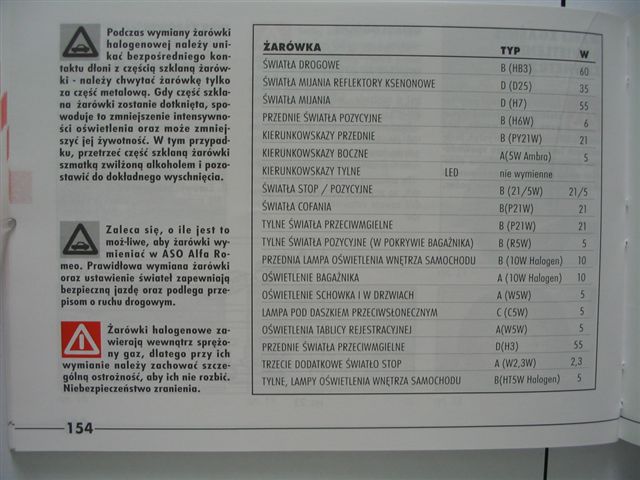 Podczas wymiany żarówki
halogenowej należy uni-
kać bezpośredniego kon-
taktu dłoni z częścią szklaną żarów-
ki - należy chwytać żarówkę tylko
za część metalową. Gdy część szkla-
na żarówki zostanie dotknięta, spo-
woduje to zmniejszenie intensywno-
ści oświetlenia oraz może zmniej-
szyć jej żywotność. W tym przypad-
ku, przetrzeć część szklaną żarówki
szmatką zwilżoną alkoholem i pozo-
stawić do dokładnego wyschnięcia.
Zaleca się, o ile jest to
moż-liwe, aby żarówki wy-
mieniać w ASO Alfa Ro-
meo. Prawidłowa wymiana żarówki
oraz ustawienie świateł zapewniają
bezpieczną jazdę oraz podlega prze-
pisom o ruchu drogowym.
Żarówki halogenowe za-
wierają wewnątrz spręża-
ny gaz, dlatego przy ich
wymianie należy zachować szcze-
gólną ostrożność, aby ich nie rozbić.
Niebezpieczeństwo zranienia.
ŻARÓWKA TYP W
ŚWIATŁA DROGOWE B (HB3) 60
ŚWIATŁA MIJANIA REFLEKTORY KSENONOWE D (D25) 35
ŚWIATŁA MIJANIA D (H7) 55
PRZEDNIE ŚWIATŁA POZYCYJNE B (H6W) 6
KIERUNKOWSKAZY PRZEDNIE B (PY21W) 21
KIERUNKOWSKAZY BOCZNE A(5W Ambra) 5
KIERUNKOWSKAZY TYLNE LED nie wymienne
ŚWIATŁA STOP / POZYCYJNE B (21/5W) 21/5
ŚWIATŁA COFANIA B(P21W) 21
TYLNE ŚWIATŁA PRZECIWMGIELNE B (P21W) 21
TYLNE ŚWIATŁA POZYCYJNE (W POKRYWIE BAGAŻNIKA) B (R5W) 5
PRZEDNIA LAMPA OŚWIETLENIA WNĘTRZA SAMOCHODU B (10W Halogen) 10
OŚWIETLENIE BAGAŻNIKA A (10W Halogen) 10
OŚWIETLENIE SCHOWKA I W DRZWIACH A (W5W) 5
LAMPA POD DASZKIEM PRZECIWSŁONECZNYM C (C5W) 5
OŚWIETLENIA TABLICY REJESTRACYJNEJ A(W5W) 5
PRZEDNIE ŚWIATŁA PRZECIWMGIELNE D(H3) 55
TRZECIE DODATKOWE ŚWIATŁO STOP A (W2,3W) 2,3
TYLNE, LAMPY OŚWIETLENIA WNĘTRZA SAMOCHODU B(HT5W Halogen) 5
154